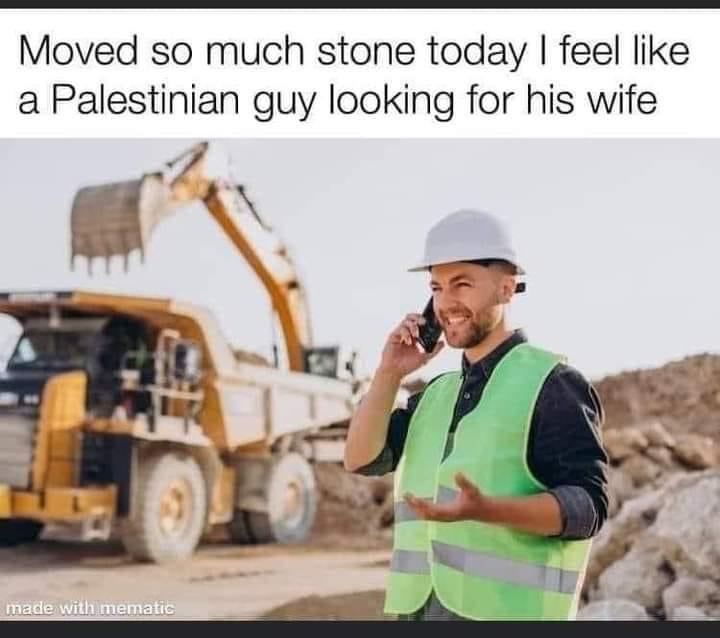 Moved so much stone today I feel like
a Palestinian guy looking for his wife
made with mematic